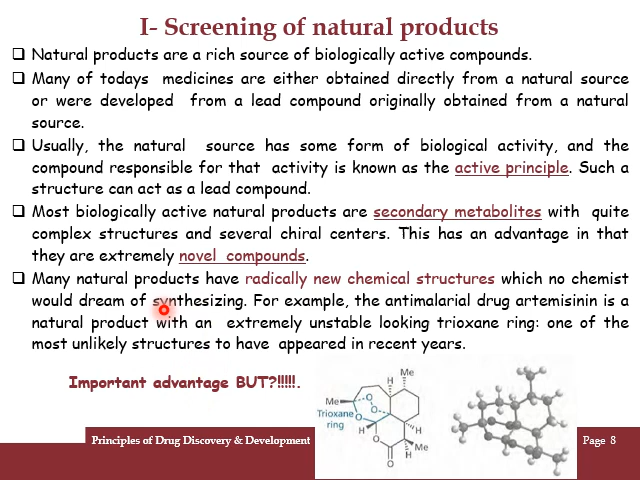 I- Screening of natural products
❑ Natural products are a rich source of biologically active compounds.
❑ Many of todays medicines are either obtained directly from a natural source
or were developed from a lead compound originally obtained from a natural
source.
❑ Usually, the natural source has some form of biological activity, and the
compound responsible for that activity is known as the active principle. Such a
structure can act as a lead compound.
❑ Most biologically active natural products are secondary metabolites with quite
complex structures and several chiral centers. This has an advantage in that
they are extremely novel compounds.
❑ Many natural products have radically new chemical structures which no chemist
would dream of synthesizing. For example, the antimalarial drug artemisinin is a
natural product with an extremely unstable looking trioxane ring: one of the
most unlikely structures to have appeared in recent years.
Important advantage BUT?!!!!!.
Me
H
Me
O
O
Trioxane
ring
O
H
H
O
H
Me
O
Principles of Drug Discovery & Development
Page 8